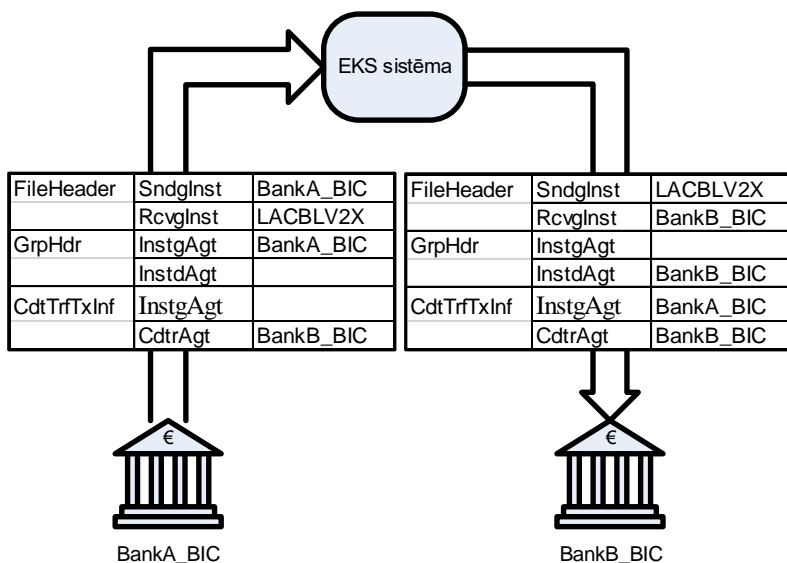 EKS sistēma
FileHeader SndgInst BankA_BIC
RcvgInst LACBLV2X
GrpHdr InstgAgt BankA_BIC
InstdAgt
CdtTrfTxInf InstgAgt
CdtrAgt BankB_BIC
FileHeader SndgInst LACBLV2X
RcvgInst BankB_BIC
GrpHdr InstgAgt
InstdAgt BankB_BIC
CdtTrfTxInf InstgAgt BankA_BIC
CdtrAgt BankB_BIC
€
€
BankA_BIC
BankB_BIC